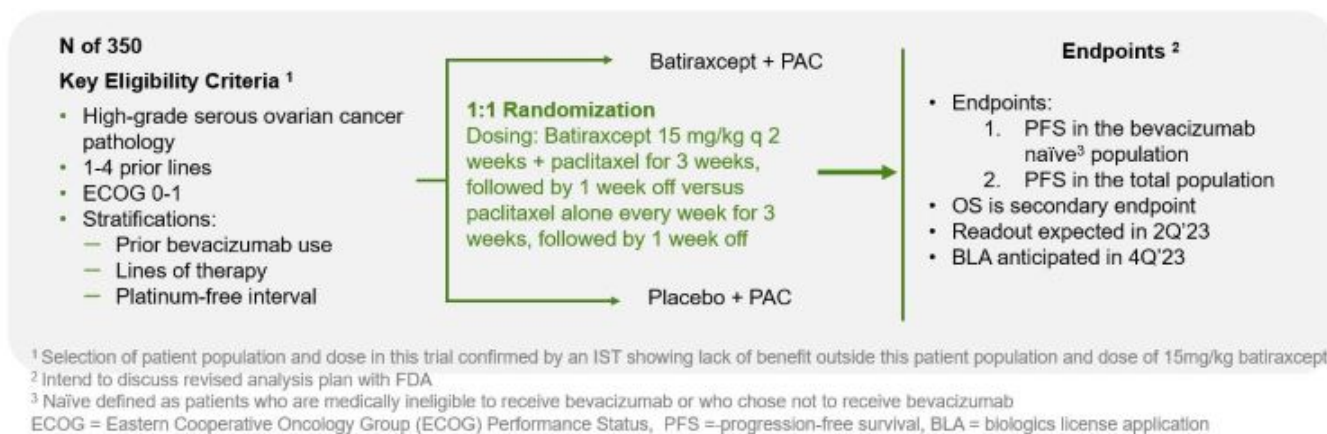 N of 350
Key Eligibility Criteria ¹
• High-grade serous ovarian cancer
pathology
• 1-4 prior lines
• ECOG 0-1
• Stratifications:
— Prior bevacizumab use
— Lines of therapy
— Platinum-free interval
Batiraxcept + PAC
1:1 Randomization
Dosing: Batiraxcept 15 mg/kg q 2
weeks + paclitaxel for 3 weeks,
followed by 1 week off versus
paclitaxel alone every week for 3
weeks, followed by 1 week off
Placebo + PAC
Endpoints ²
• Endpoints:
1. PFS in the bevacizumab
naïve³ population
2. PFS in the total population
• OS is secondary endpoint
• Readout expected in 2Q'23
• BLA anticipated in 4Q'23
¹ Selection of patient population and dose in this trial confirmed by an IST showing lack of benefit outside this patient population and dose of 15mg/kg batiraxcept
² Intend to discuss revised analysis plan with FDA
³ Naïve defined as patients who are medically ineligible to receive bevacizumab or who chose not to receive bevacizumab
ECOG = Eastern Cooperative Oncology Group (ECOG) Performance Status, PFS =-progression-free survival, BLA = biologics license application